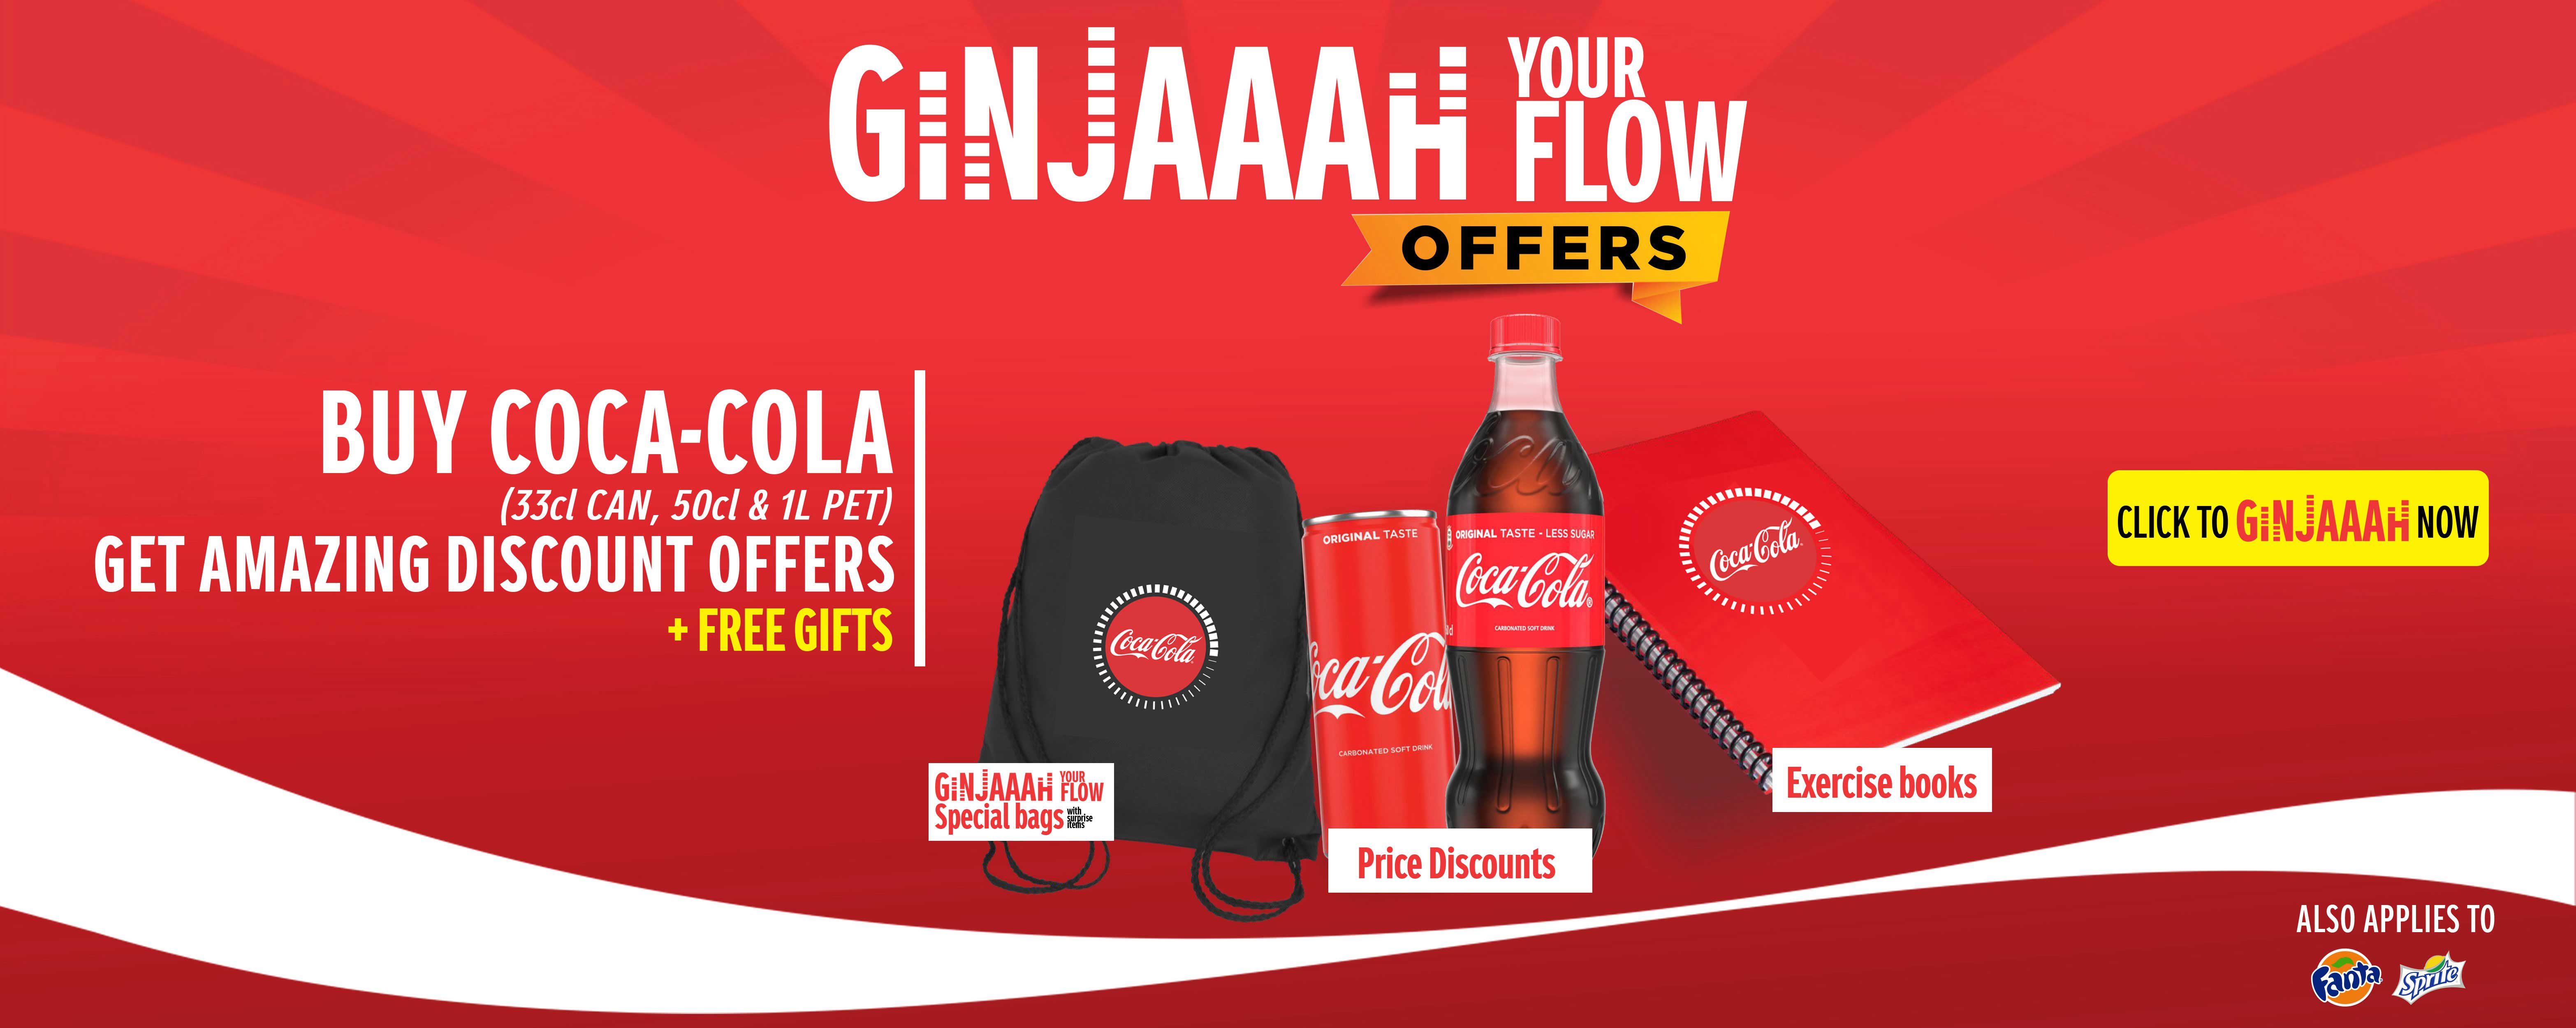 GINJAAAH YOUR FLOW
OFFERS
BUY COCA-COLA
(33cl CAN, 50cl & 1L PET)
GET AMAZING DISCOUNT OFFERS
+ FREE GIFTS
Coca-Cola
ORIGINAL TASTE
Coca-Col
CARBONATED SOFT DRINK
ORIGINAL TASTE - LESS SUGAR
Coca-Cola®
CARBONATED SOFT DRINK
Coca-Cola
CLICK TO GINJAAAH NOW
GINJAAAH YOUR FLOW
Special bags with surprise items
Price Discounts
Exercise books
ALSO APPLIES TO
Fanta Sprite